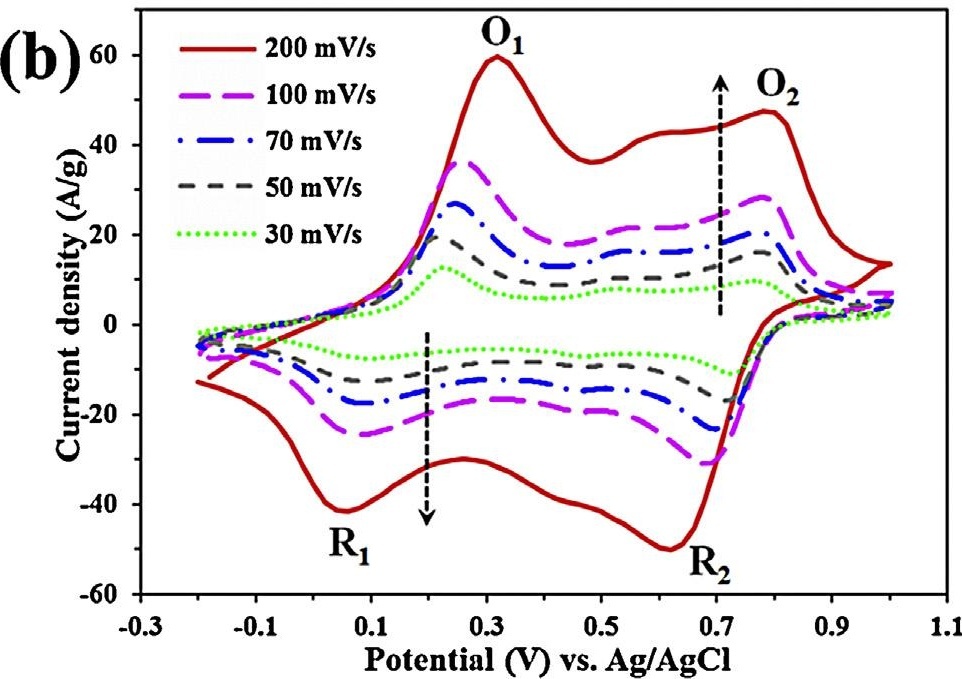 (b)
O1
O2
200 mV/s
100 mV/s
70 mV/s
50 mV/s
30 mV/s
Current density (A/g)
60
40
20
0
-20
-40
-60
R1
R2
-0.3 -0.1 0.1 0.3 0.5 0.7 0.9 1.1
Potential (V) vs. Ag/AgCl